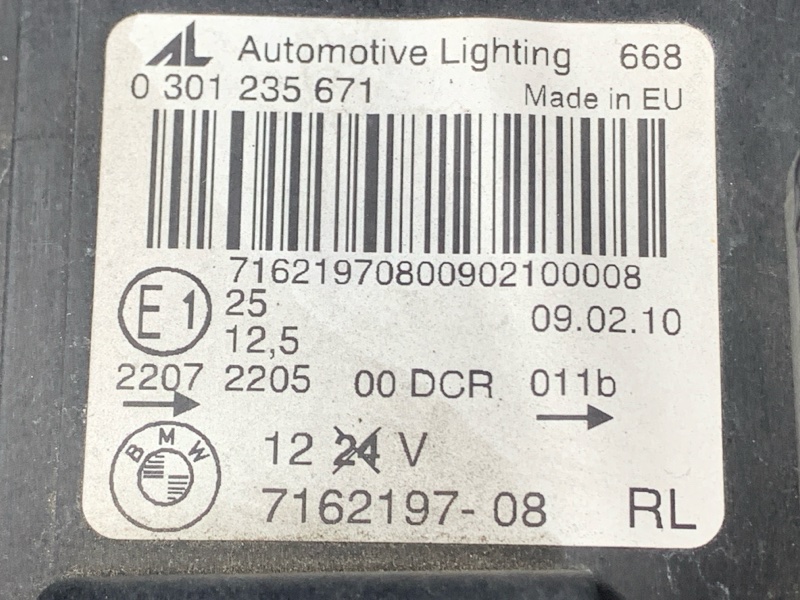 AL Automotive Lighting 668
0 301 235 671 Made in EU
71621970800902100008
E1 25 09.02.10
12,5
2207 2205 00 DCR 011b
BMW 12 24 V
7162197-08 RL